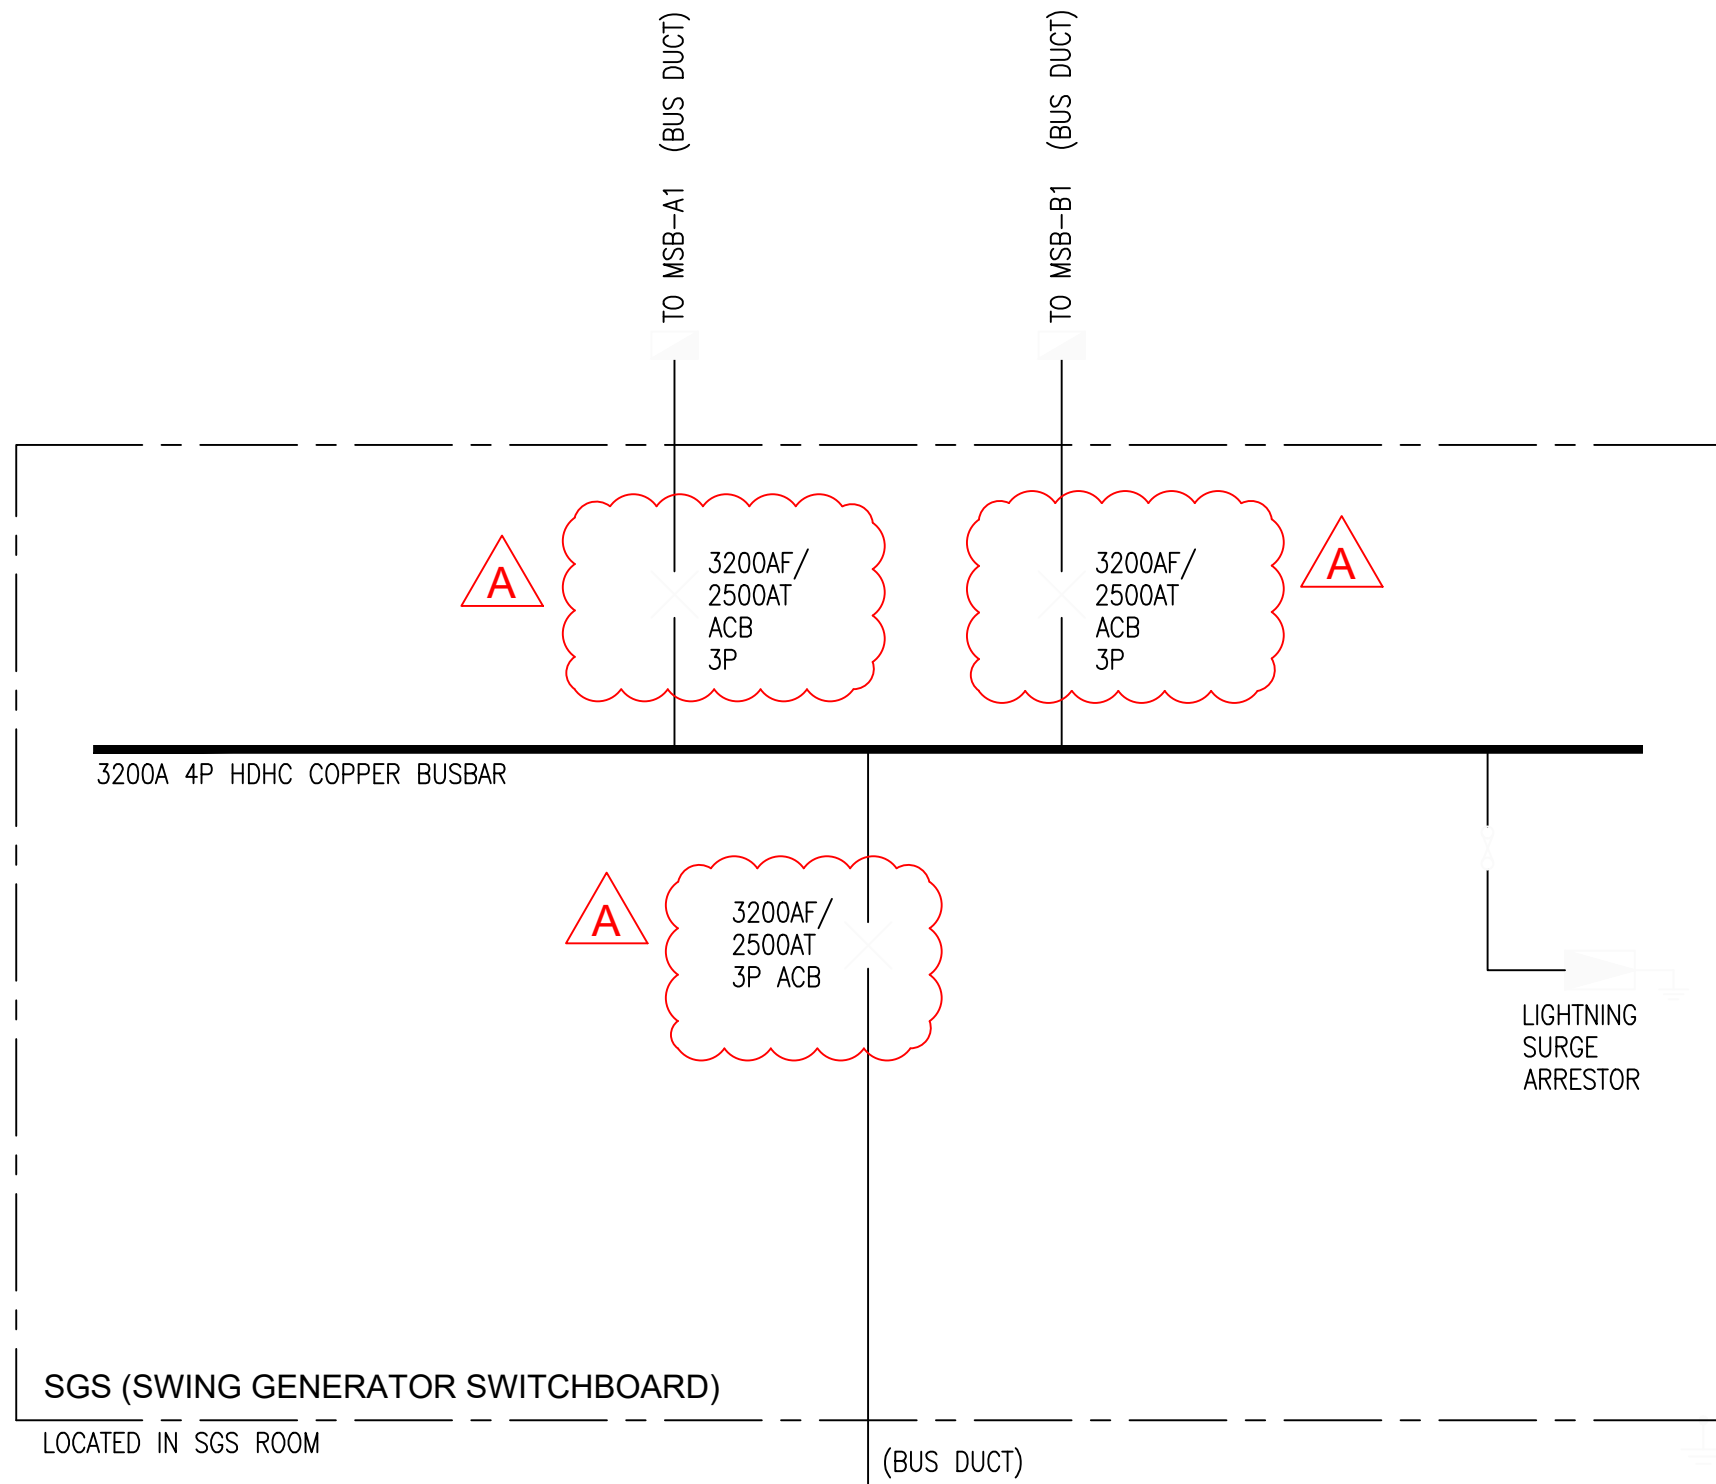 TO MSB-A1 (BUS DUCT)
TO MSB-B1 (BUS DUCT)
A
3200AF/
2500AT
ACB
3P
3200AF/
2500AT
ACB
3P
A
3200A 4P HDHC COPPER BUSBAR
A
3200AF/
2500AT
3P ACB
LIGHTNING
SURGE
ARRESTOR
SGS (SWING GENERATOR SWITCHBOARD)
LOCATED IN SGS ROOM
(BUS DUCT)